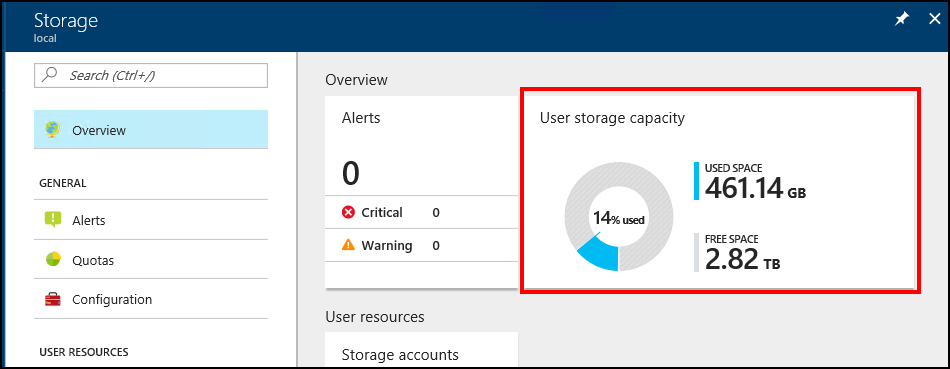 Storage
local
Search (Ctrl+/)
Overview
GENERAL
Alerts
Quotas
Configuration
USER RESOURCES
Overview
Alerts
0
Critical 0
Warning 0
User storage capacity
14% used
USED SPACE
461.14 GB
FREE SPACE
2.82 TB
User resources
Storage accounts